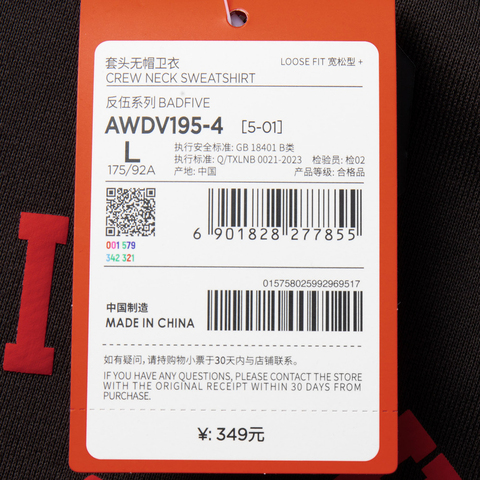 套头无帽卫衣
CREW NECK SWEATSHIRT
LOOSE FIT 宽松型 +
反伍系列 BADFIVE
AWDV195-4 [5-01]
L
175/92A
执行安全标准: GB 18401 B类
执行标准: Q/TXLNB 0021-2023 检验员: 检02
产地: 中国 产品等级: 合格品
001 579
342 321
6 901828 277855
015758025992969517
中国制造
MADE IN CHINA
如有疑问,请持购物小票于30天内与店铺联系。
IF YOU HAVE ANY QUESTIONS, PLEASE CONTACT THE STORE
WITH THE ORIGINAL RECEIPT WITHIN 30 DAYS FROM
PURCHASE.
¥: 349元